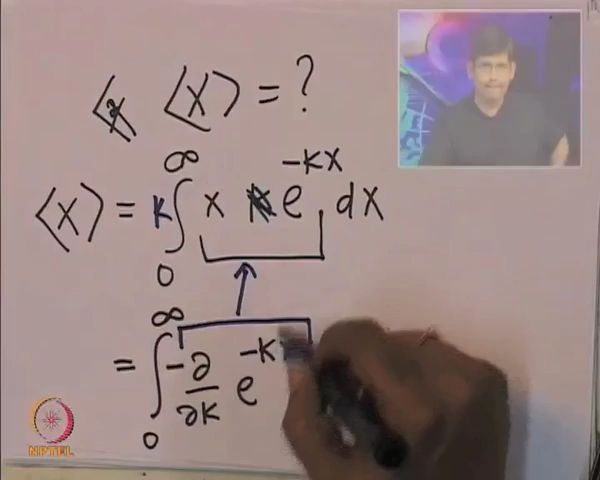 ⟨X⟩ = ?
⟨X⟩ = K ∫₀^∞ x e^{-KX} dX
= ∫₀^∞ -∂/∂K e^{-K
NPTEL